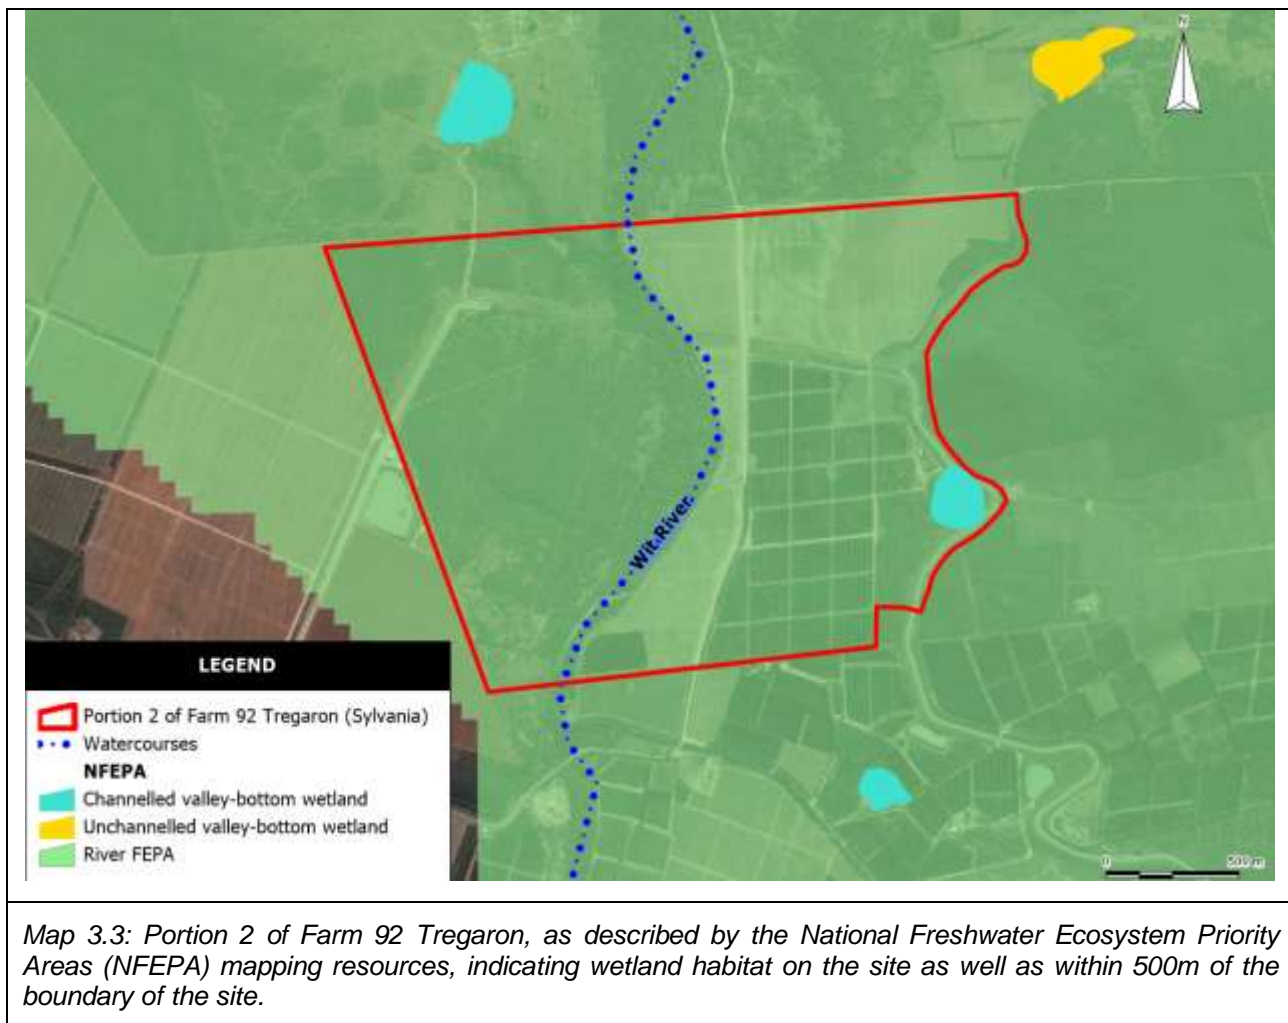 N
Wit River
LEGEND
Portion 2 of Farm 92 Tregaron (Sylvania)
Watercourses
NFEPA
Channelled valley-bottom wetland
Unchannelled valley-bottom wetland
River FEPA
0 500 m
Map 3.3: Portion 2 of Farm 92 Tregaron, as described by the National Freshwater Ecosystem Priority
Areas (NFEPA) mapping resources, indicating wetland habitat on the site as well as within 500m of the
boundary of the site.